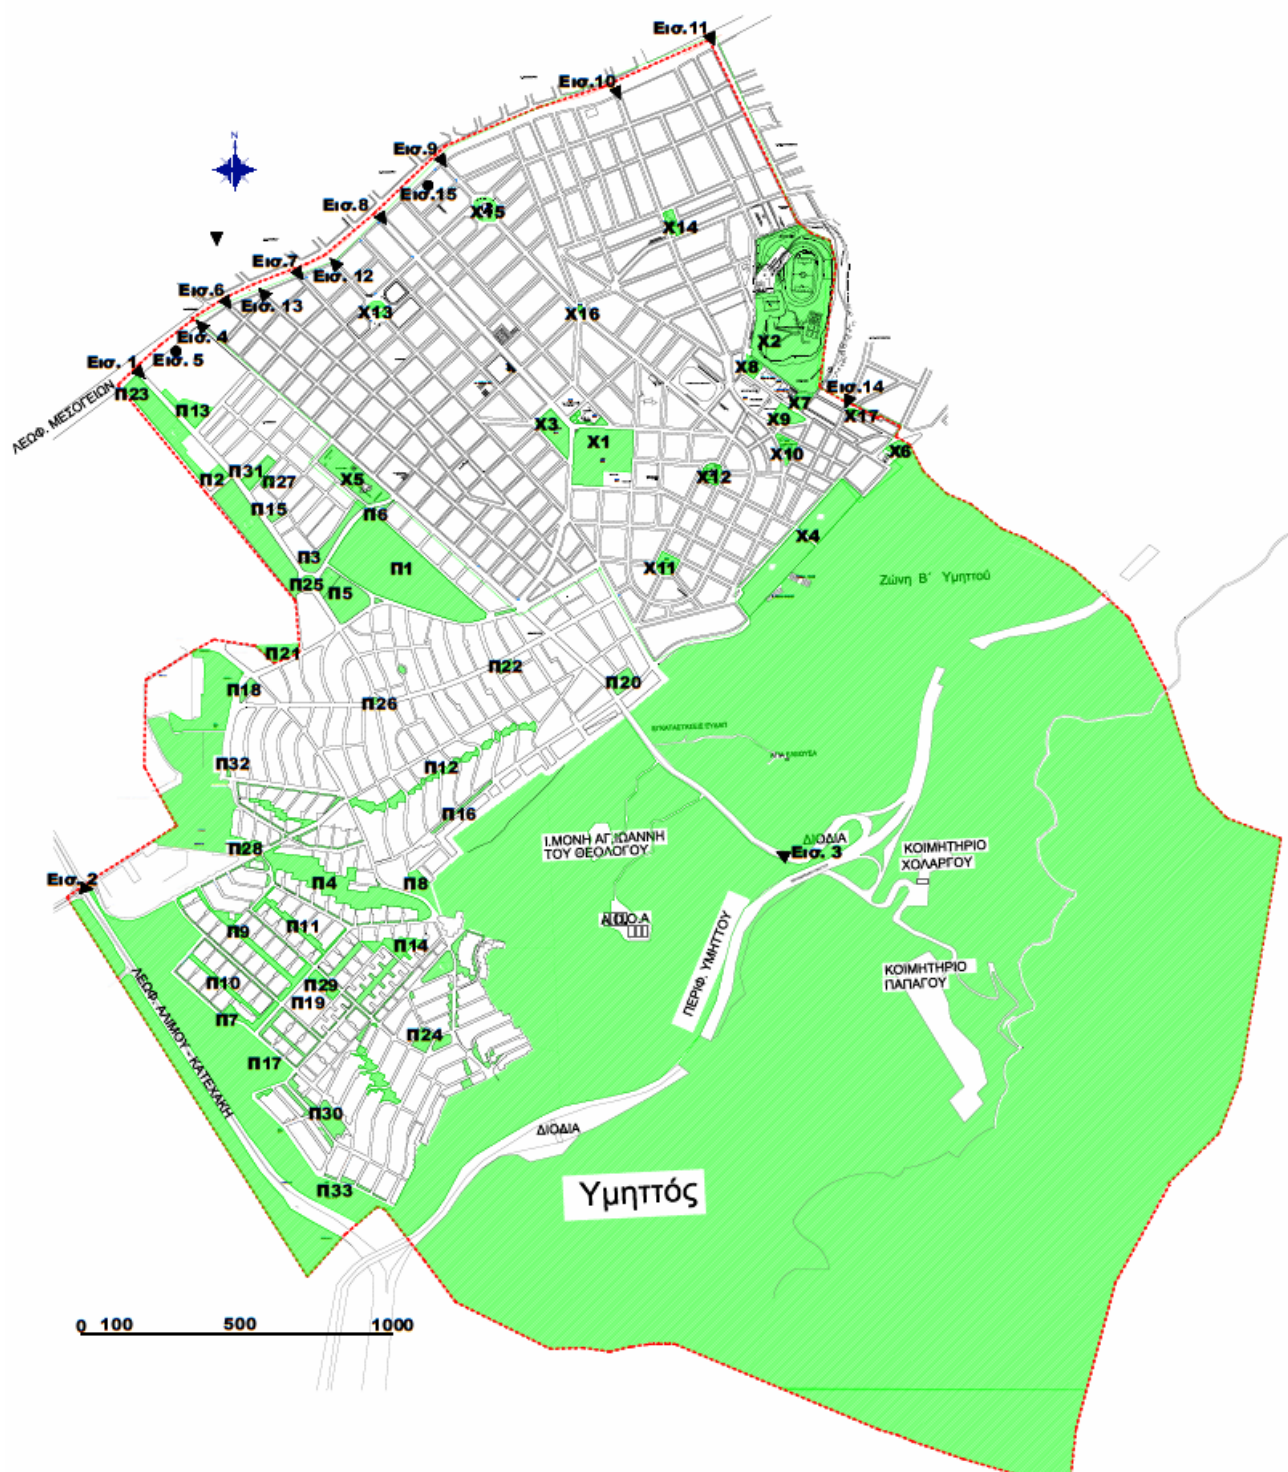 Εισ.11
Εισ.10
N
Εισ.9
Εισ.15
Εισ.8
Χ15
Χ14
Εισ.7
Εισ. 12
Εισ.6
Εισ. 13
Χ13
Χ16
Εισ. 4
Χ2
Εισ. 1
Εισ. 5
Χ8
ΛΕΩΦ. ΜΕΣΟΓΕΙΩΝ
Π23
Εισ.14
Χ7
Π13
Χ17
Χ3
Χ9
Χ1
Χ10
Χ6
Π31
Π2
Χ5
Π27
Χ12
Π15
Π6
Χ4
Π3
Π1
Χ11
Ζώνη Β΄ Υμηττού
Π25
Π5
Π21
Π22
Π18
Π20
Π26
ΕΓΚΑΤΑΣΤΑΣΕΙΣ ΕΥΔΑΠ
Π32
Π12
Π16
ΔΙΟΔΙΑ
Ι.ΜΟΝΗ ΑΓ.ΙΩΑΝΝΗ
ΤΟΥ ΘΕΟΛΟΓΟΥ
Εισ. 3
ΚΟΙΜΗΤΗΡΙΟ
ΧΟΛΑΡΓΟΥ
Π28
Εισ. 2
Π4
Π8
Π9
Π11
Π14
ΠΕΡΙΦ. ΥΜΗΤΤΟΥ
ΚΟΙΜΗΤΗΡΙΟ
ΠΑΠΑΓΟΥ
Π10
Π29
Π19
ΛΕΩΦ. ΑΛΙΜΟΥ - ΚΑΤΕΧΑΚΗ
Π7
Π24
Π17
Π30
ΔΙΟΔΙΑ
Π33
Υμηττός
0 100 500 1000